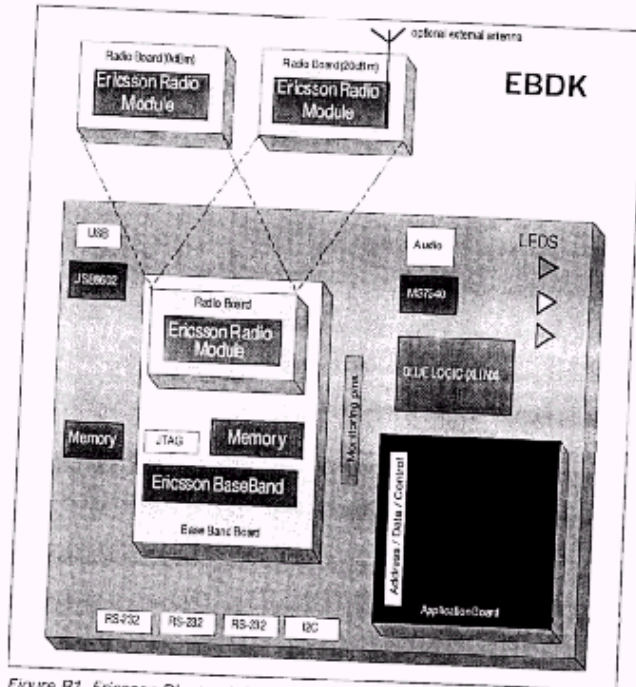 optional external antenna
Radio Board(0dBm)
Ericsson Radio
Module
Radio Board(20dBm)
Ericsson Radio
Module
EBDK
USB
Audio
LEDS
Radio Board
Ericsson Radio
Module
Monitoring pins
Memory
JTAG
Memory
Ericsson BaseBand
Base Band Board
Address / Data / Control
Application Board
RS-232
RS-232
RS-232
I2C
Figure B1. Ericsson